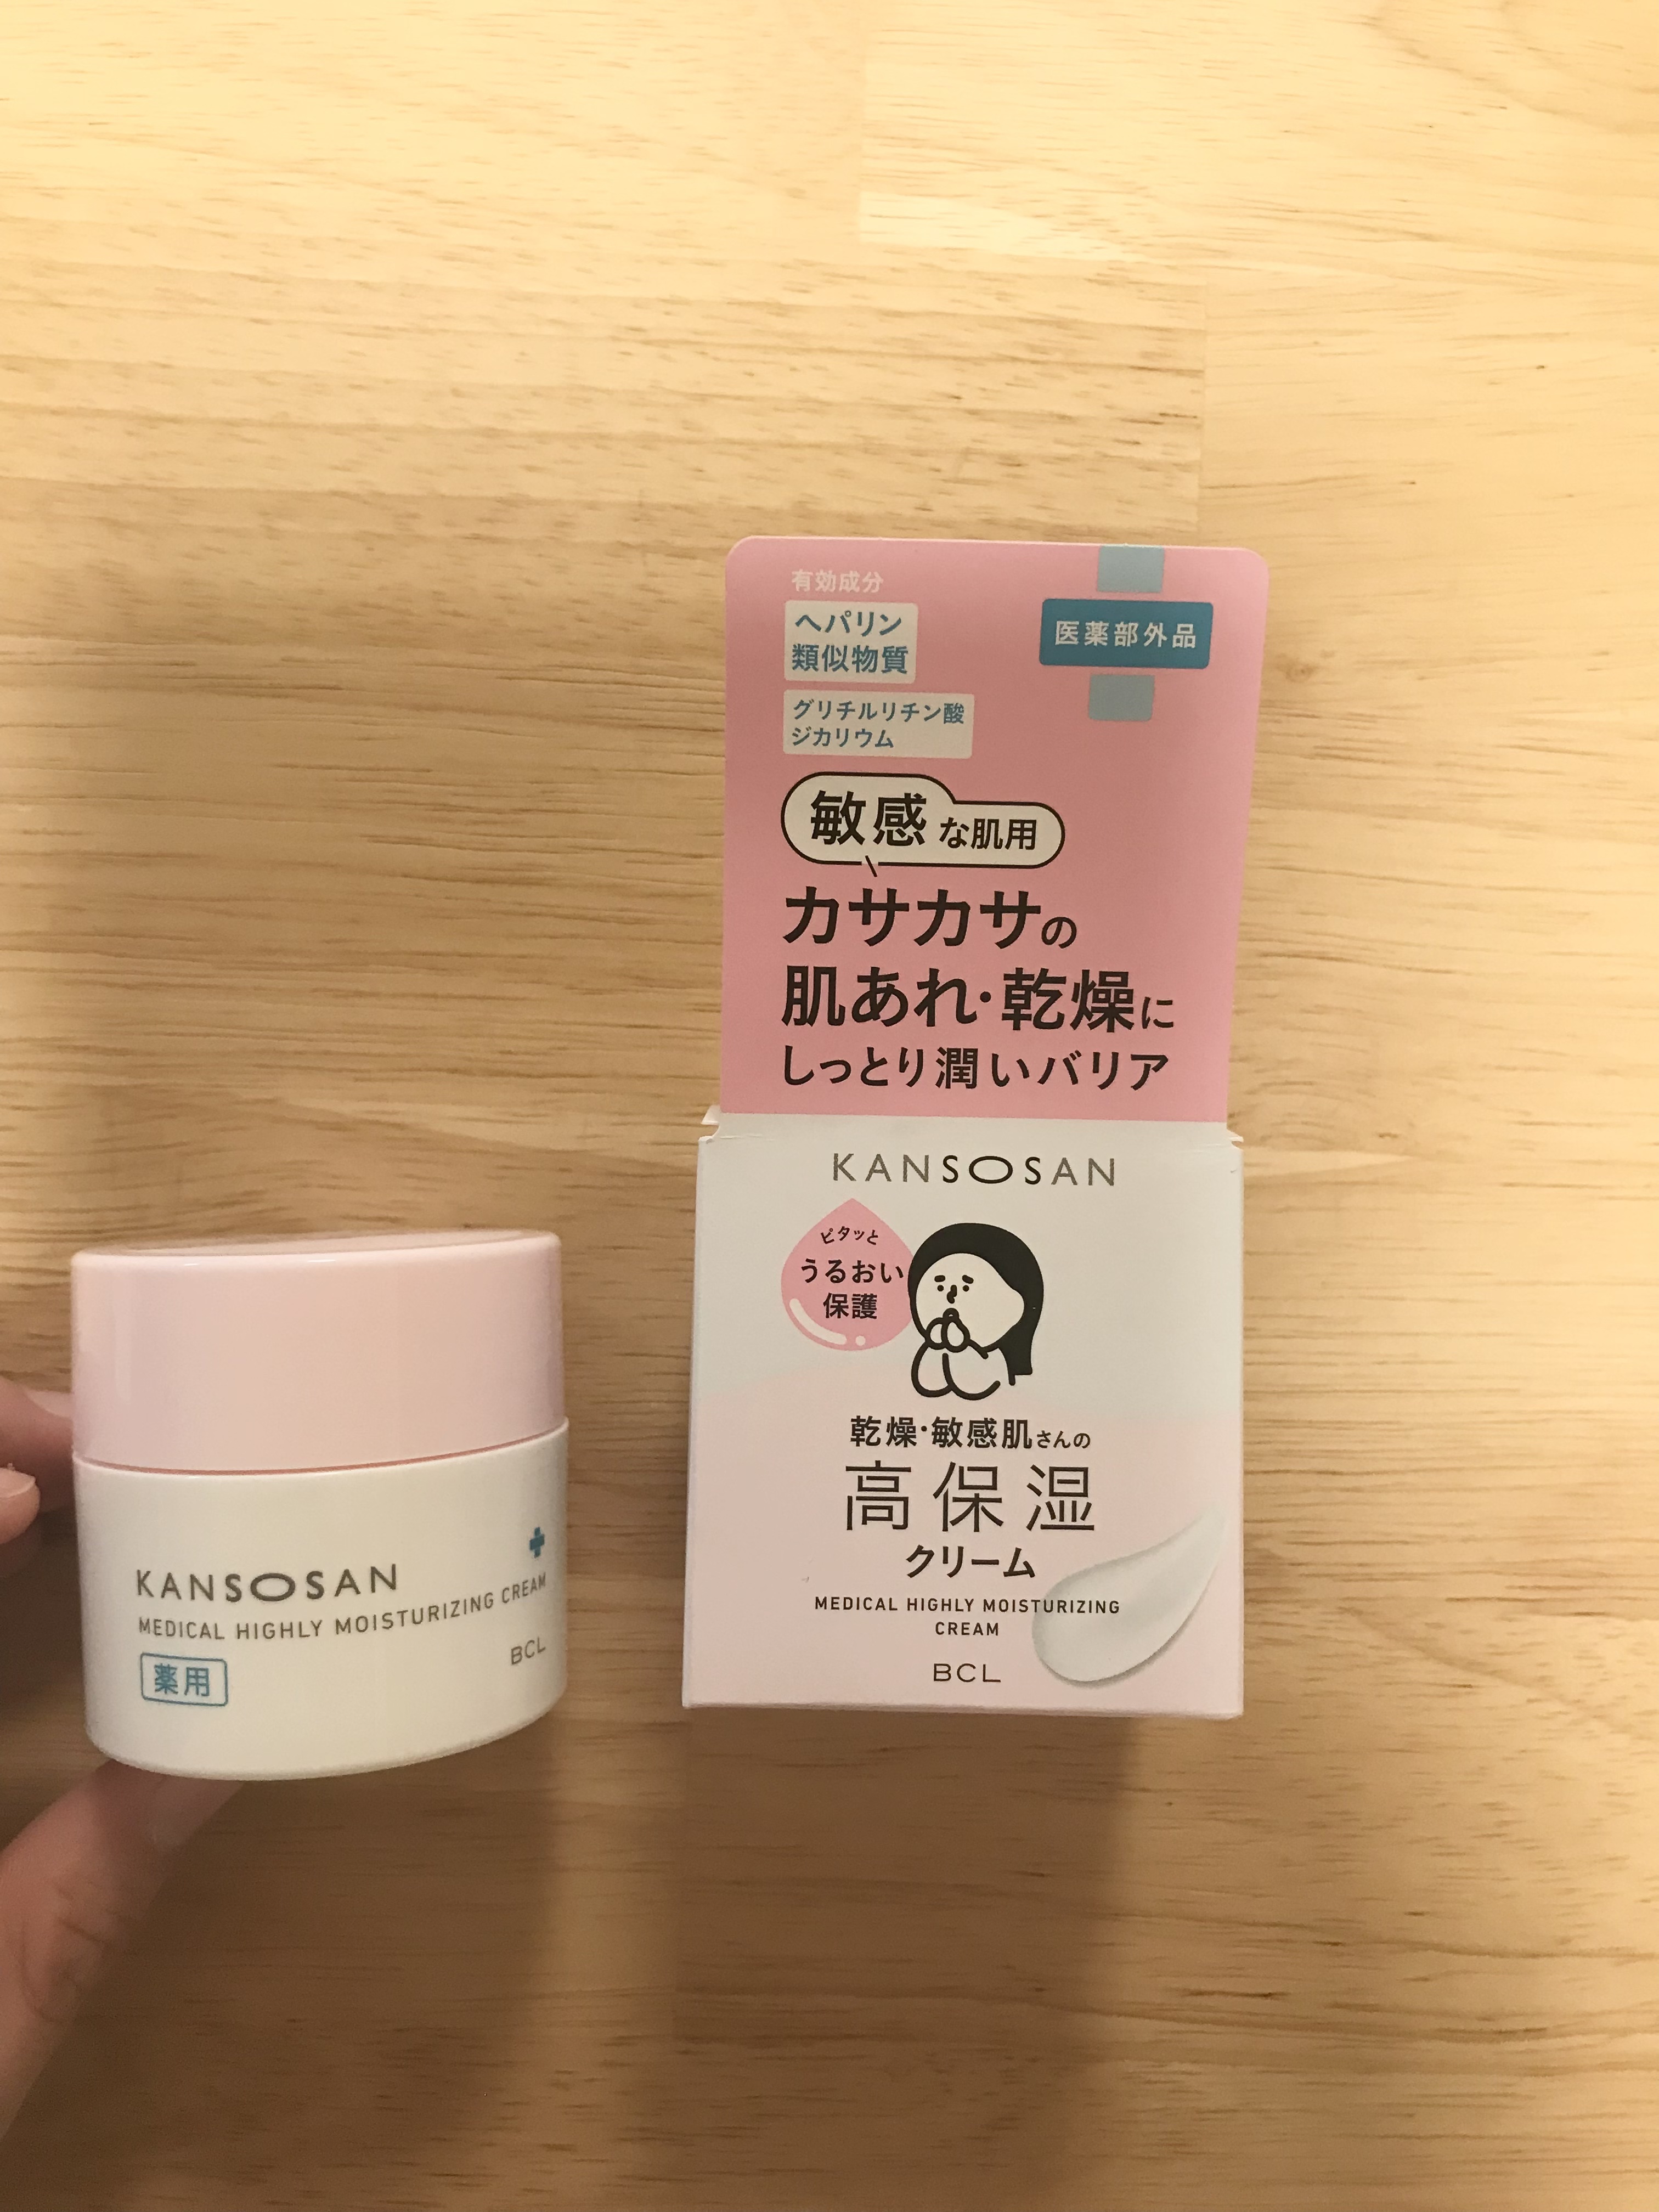 有効成分
ヘパリン
類似物質
グリチルリチン酸
ジカリウム
医薬部外品
敏感な肌用
カサカサの
肌あれ・乾燥に
しっとり潤いバリア
KANSOSAN
ピタッと
うるおい
保護
乾燥・敏感肌さんの
高保湿
クリーム
MEDICAL HIGHLY MOISTURIZING
CREAM
BCL
KANSOSAN
MEDICAL HIGHLY MOISTURIZING CREAM
薬用
BCL